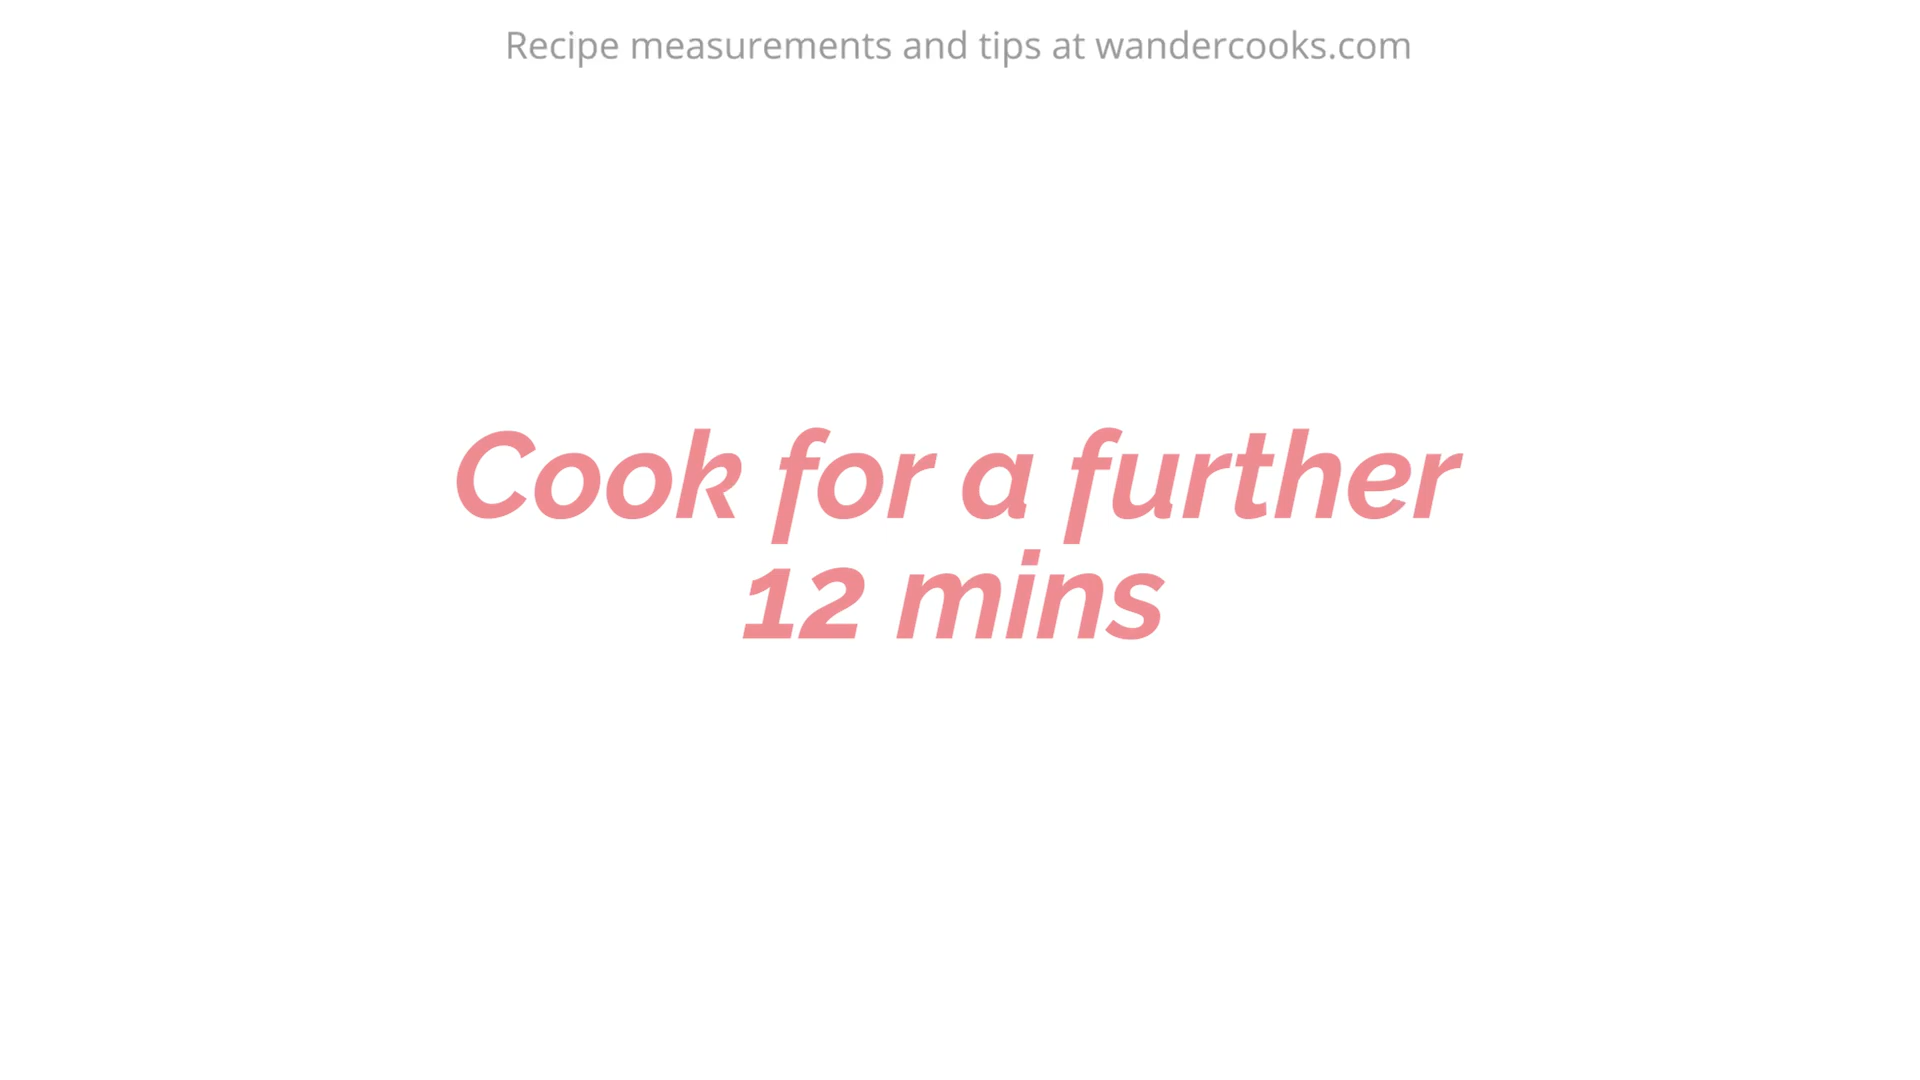 Recipe measurements and tips at wandercooks.com
Cook for a further
12 mins